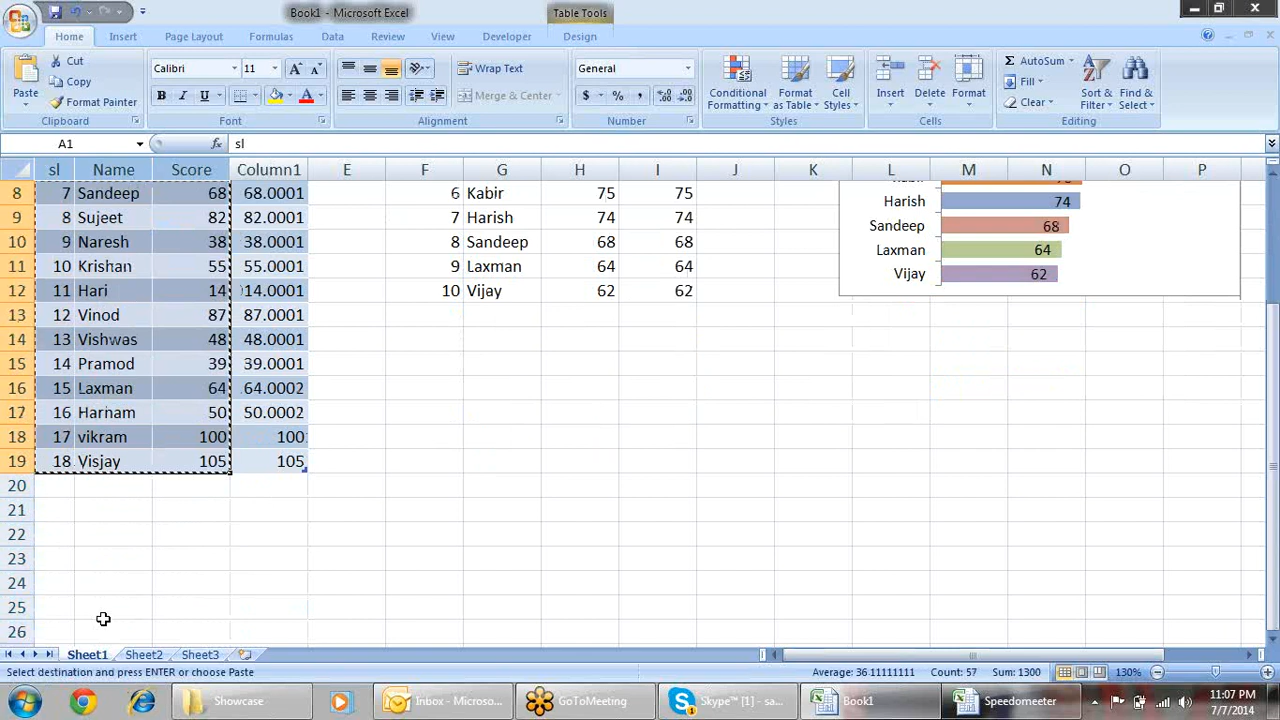 Book1 - Microsoft Excel
Table Tools
Home
Insert
Page Layout
Formulas
Data
Review
View
Developer
Design
Paste
Cut
Copy
Format Painter
Clipboard
Calibri
11
Font
Wrap Text
Merge & Center
Alignment
General
Number
Conditional Formatting
Format as Table
Cell Styles
Styles
Insert
Delete
Format
Cells
AutoSum
Fill
Clear
Sort & Filter
Find & Select
Editing
A1
fx
sl
sl Name Score Column1 E F G H I J K L M N O P
8 7 Sandeep 68 68.0001 6 Kabir 75 75
9 8 Sujeet 82 82.0001 7 Harish 74 74 Harish 74
10 9 Naresh 38 38.0001 8 Sandeep 68 68 Sandeep 68
11 10 Krishan 55 55.0001 9 Laxman 64 64 Laxman 64
12 11 Hari 14 14.0001 10 Vijay 62 62 Vijay 62
13 12 Vinod 87 87.0001
14 13 Vishwas 48 48.0001
15 14 Pramod 39 39.0001
16 15 Laxman 64 64.0002
17 16 Harnam 50 50.0002
18 17 vikram 100 100
19 18 Visjay 105 105
20
21
22
23
24
25
26
Sheet1 Sheet2 Sheet3
Select destination and press ENTER or choose Paste
Average: 36.11111111 Count: 57 Sum: 1300
130%
Showcase
Inbox - Microso...
GoToMeeting
Skype™ [1] - sa...
Book1
Speedometer
11:07 PM
7/7/2014